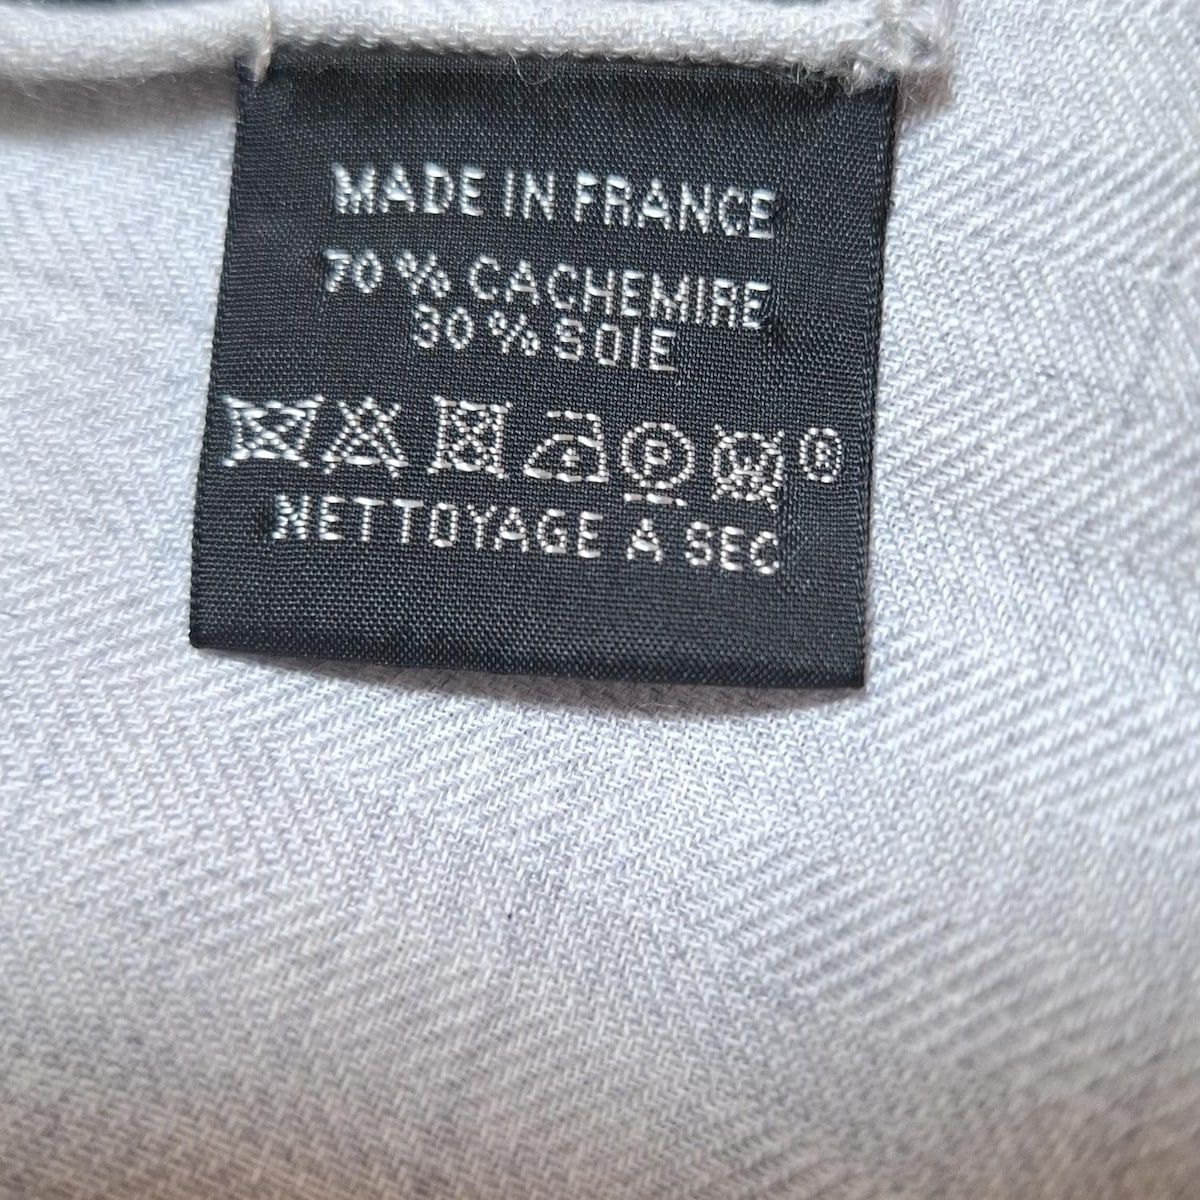 MADE IN FRANCE
70 % CACHEMIRE
30 % SOIE
P W ®
NETTOYAGE A SEC